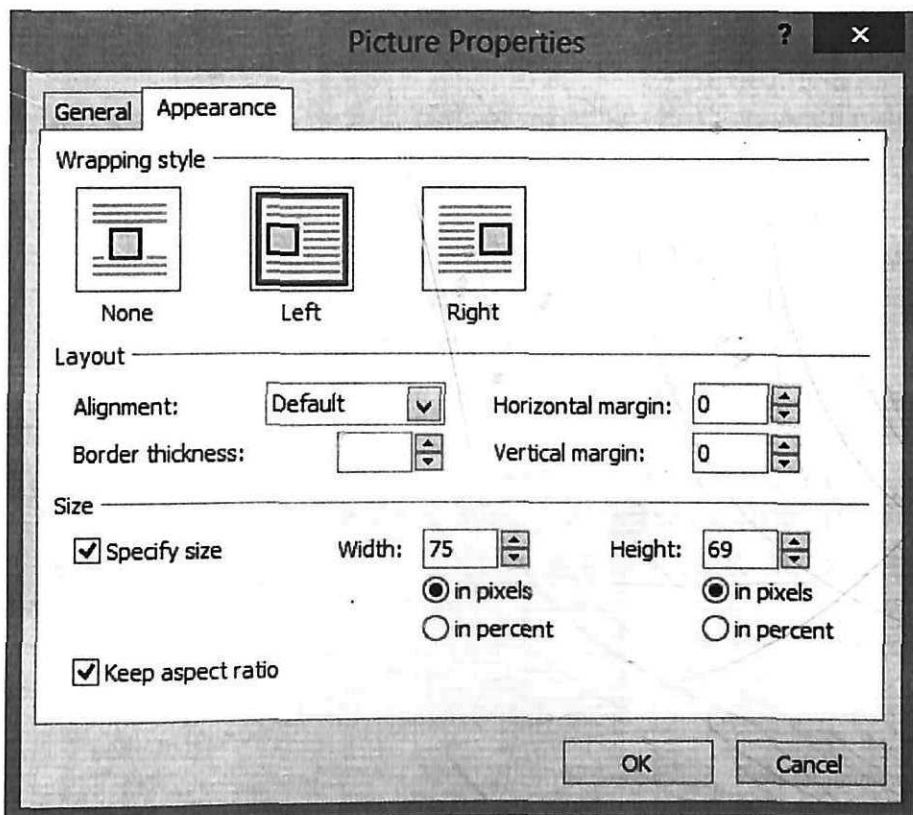 Picture Properties ? ×
General Appearance
Wrapping style
None Left Right
Layout
Alignment: Default Horizontal margin: 0
Border thickness: Vertical margin: 0
Size
Specify size Width: 75 Height: 69
in pixels in pixels
in percent in percent
Keep aspect ratio
OK Cancel